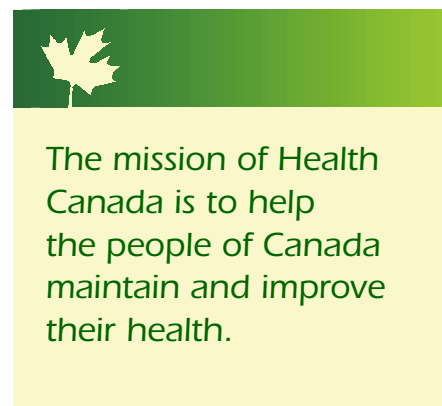 The mission of Health
Canada is to help
the people of Canada
maintain and improve
their health.